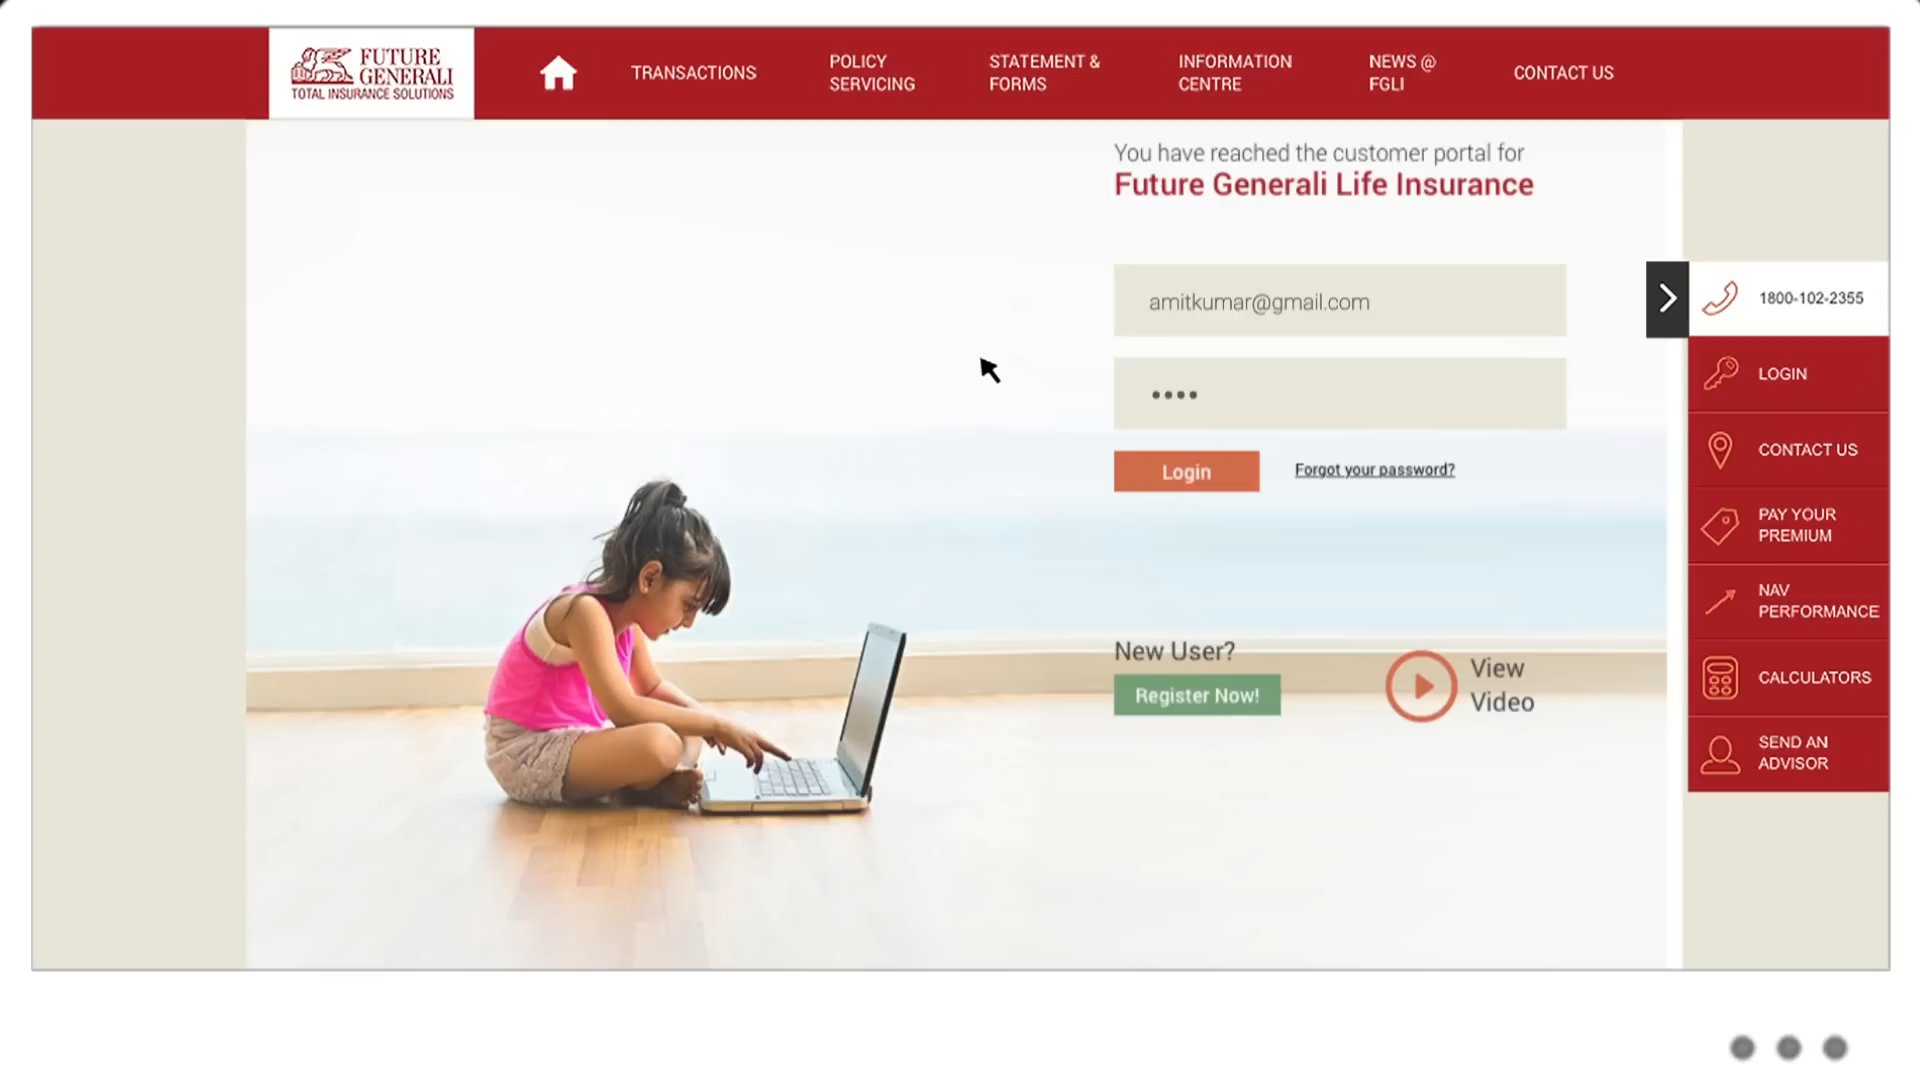 FUTURE
GENERALI
TOTAL INSURANCE SOLUTIONS
TRANSACTIONS
POLICY
SERVICING
STATEMENT &
FORMS
INFORMATION
CENTRE
NEWS @
FGLI
CONTACT US
You have reached the customer portal for
Future Generali Life Insurance
amitkumar@gmail.com
••••
Login
Forgot your password?
New User?
Register Now!
View
Video
1800-102-2355
LOGIN
CONTACT US
PAY YOUR
PREMIUM
NAV
PERFORMANCE
CALCULATORS
SEND AN
ADVISOR